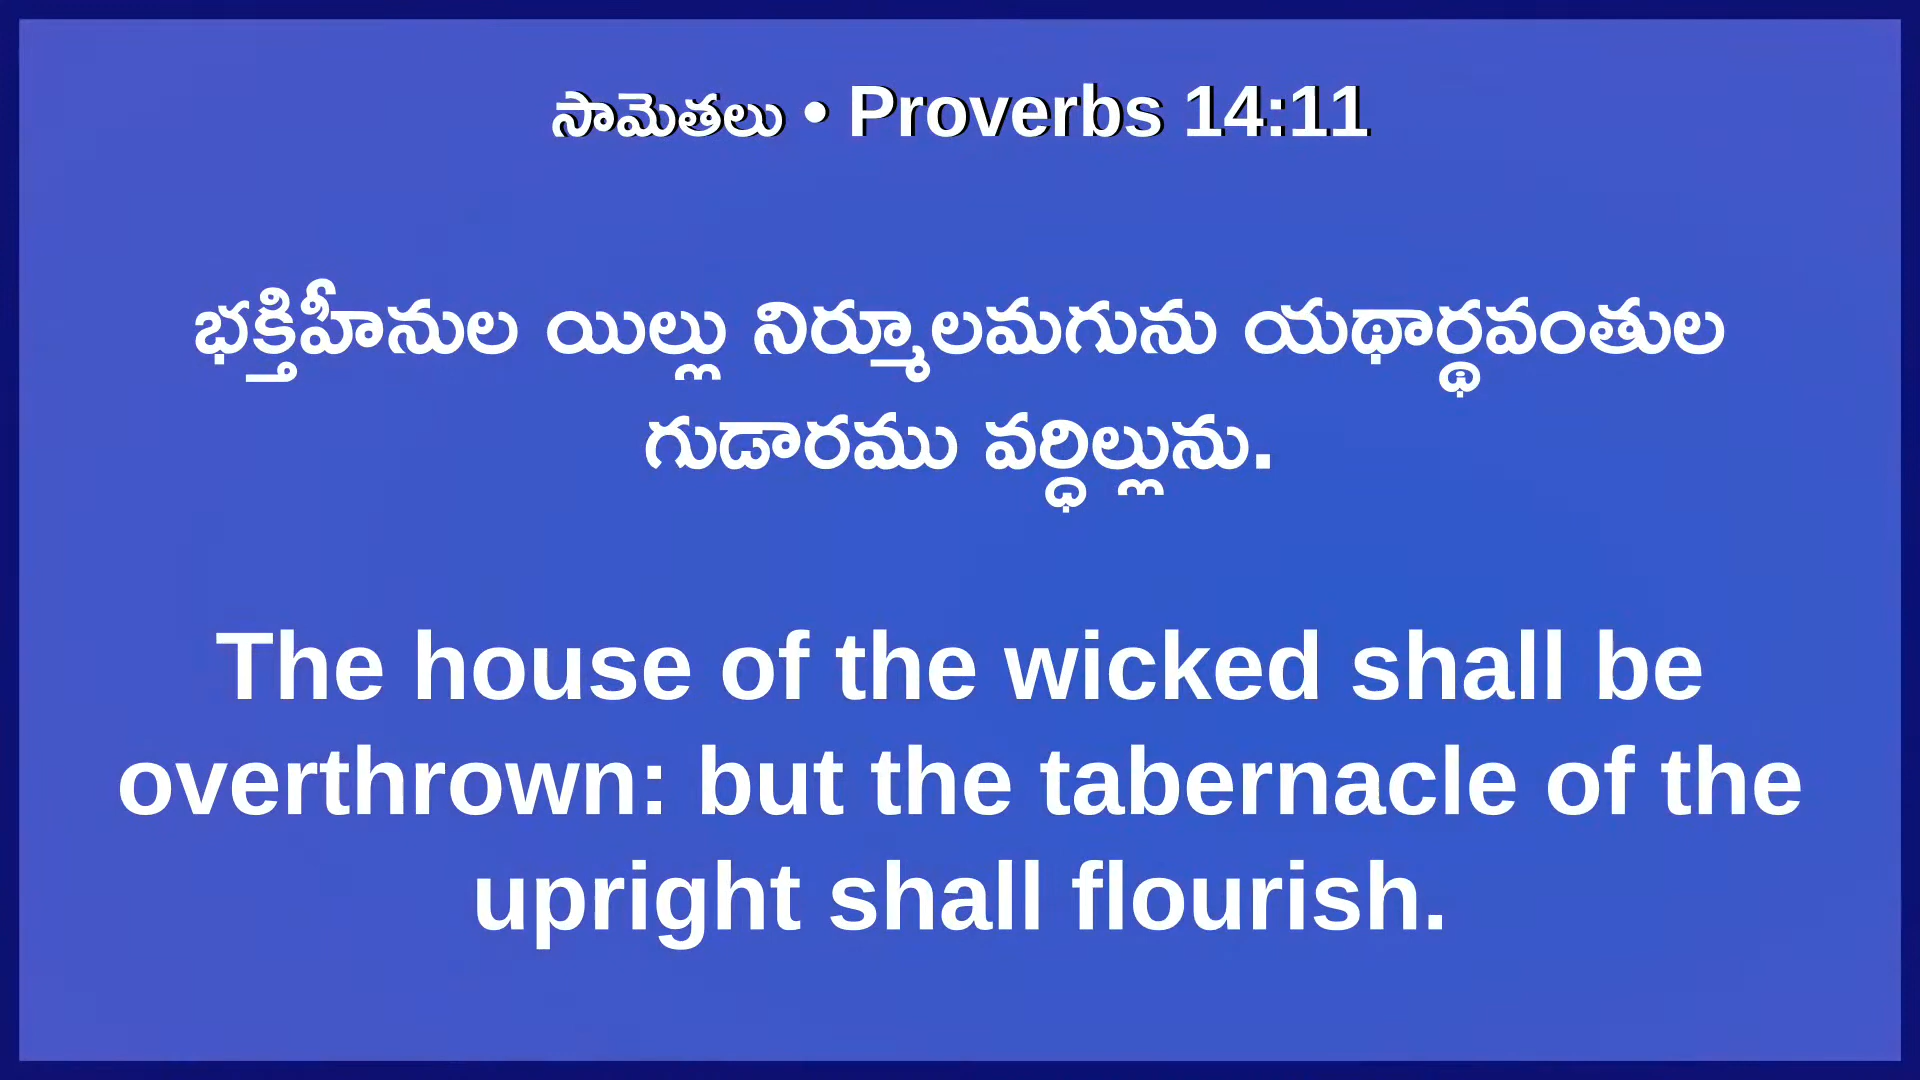 సామెతలు • Proverbs 14:11
భక్తిహీనుల యిల్లు నిర్మూలమగును యథార్థవంతుల
గుడారము వర్ధిల్లును.
The house of the wicked shall be
overthrown: but the tabernacle of the
upright shall flourish.